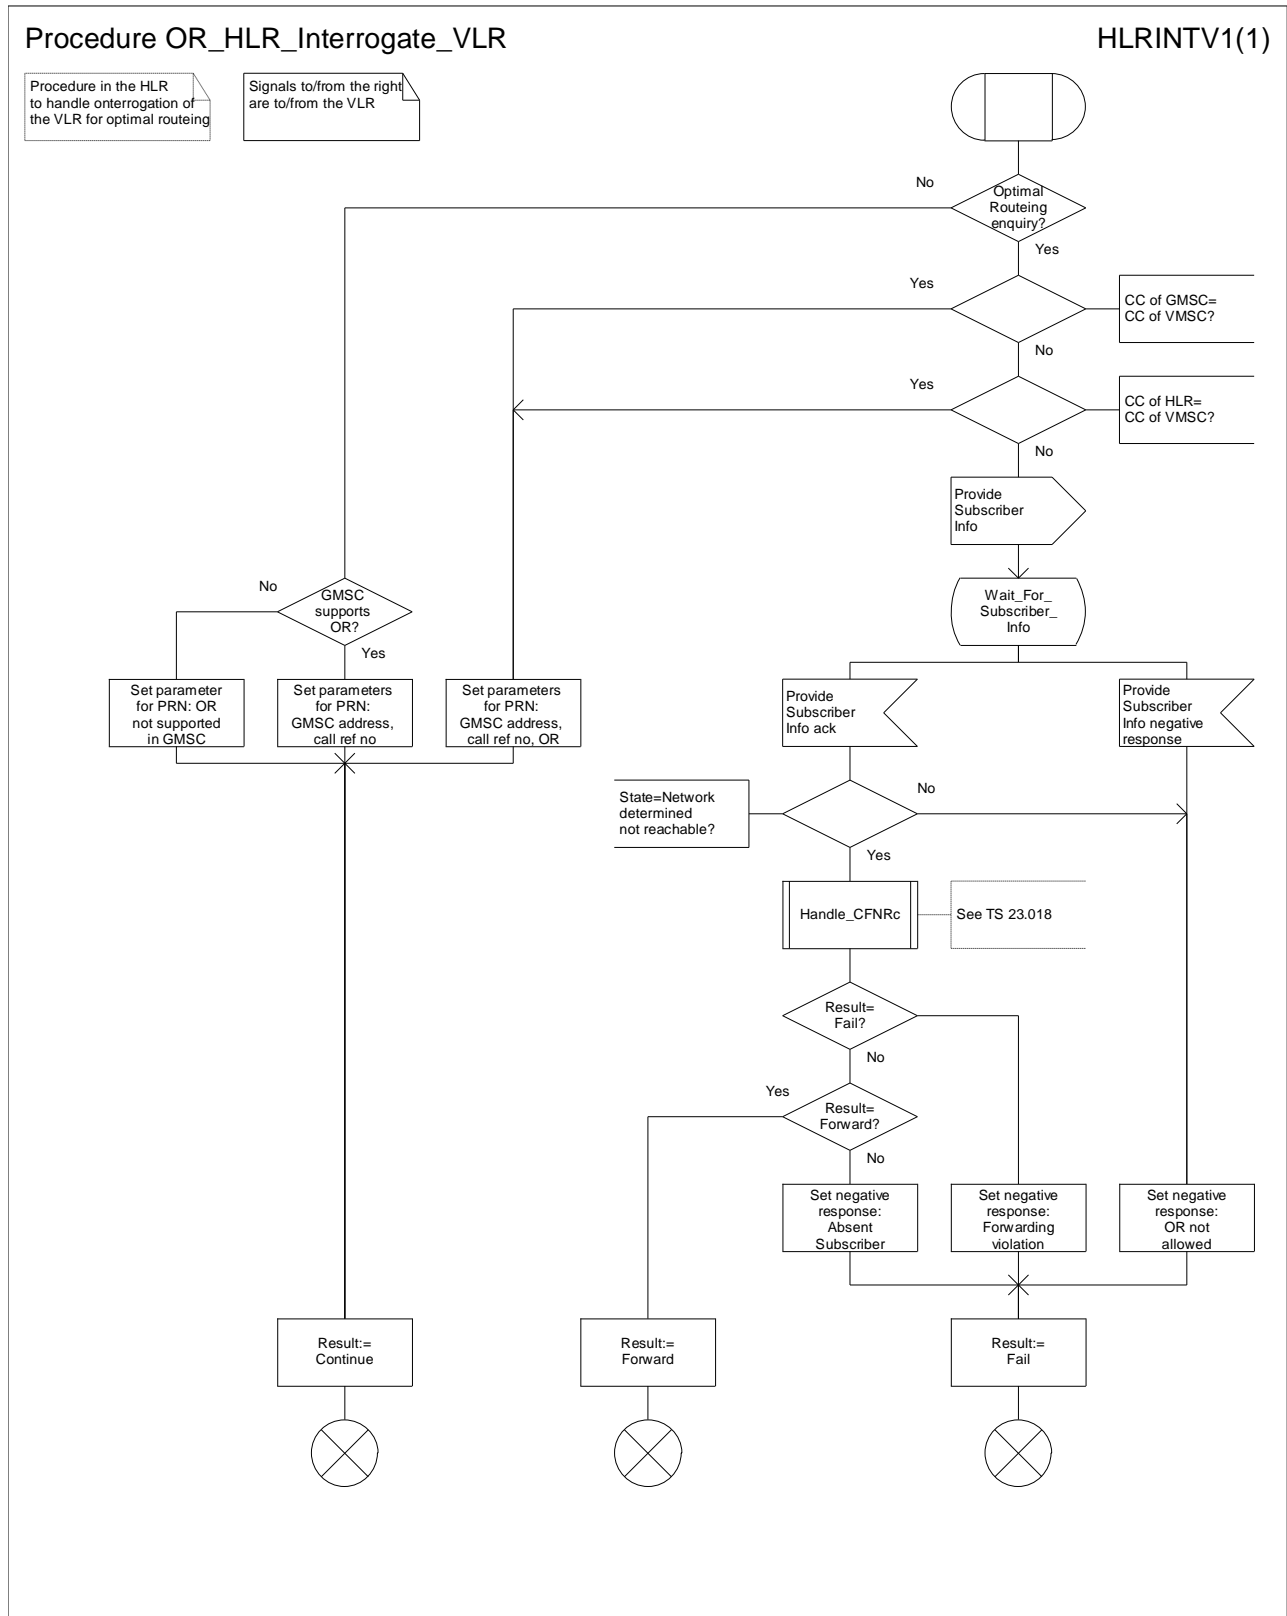 Procedure OR_HLR_Interrogate_VLR
HLRINTV1(1)
Procedure in the HLR
to handle onterrogation of
the VLR for optimal routeing
Signals to/from the right
are to/from the VLR
No
Optimal
Routeing
enquiry?
Yes
Yes
CC of GMSC=
CC of VMSC?
No
Yes
CC of HLR=
CC of VMSC?
No
Provide
Subscriber
Info
No
GMSC
supports
OR?
Yes
Wait_For_
Subscriber_
Info
Set parameter
for PRN: OR
not supported
in GMSC
Set parameters
for PRN:
GMSC address,
call ref no
Set parameters
for PRN:
GMSC address,
call ref no, OR
Provide
Subscriber
Info ack
Provide
Subscriber
Info negative
response
State=Network
determined
not reachable?
No
Yes
Handle_CFNRc
See TS 23.018
Result=
Fail?
No
Yes
Result=
Forward?
No
Set negative
response:
Absent
Subscriber
Set negative
response:
Forwarding
violation
Set negative
response:
OR not
allowed
Result:=
Continue
Result:=
Forward
Result:=
Fail